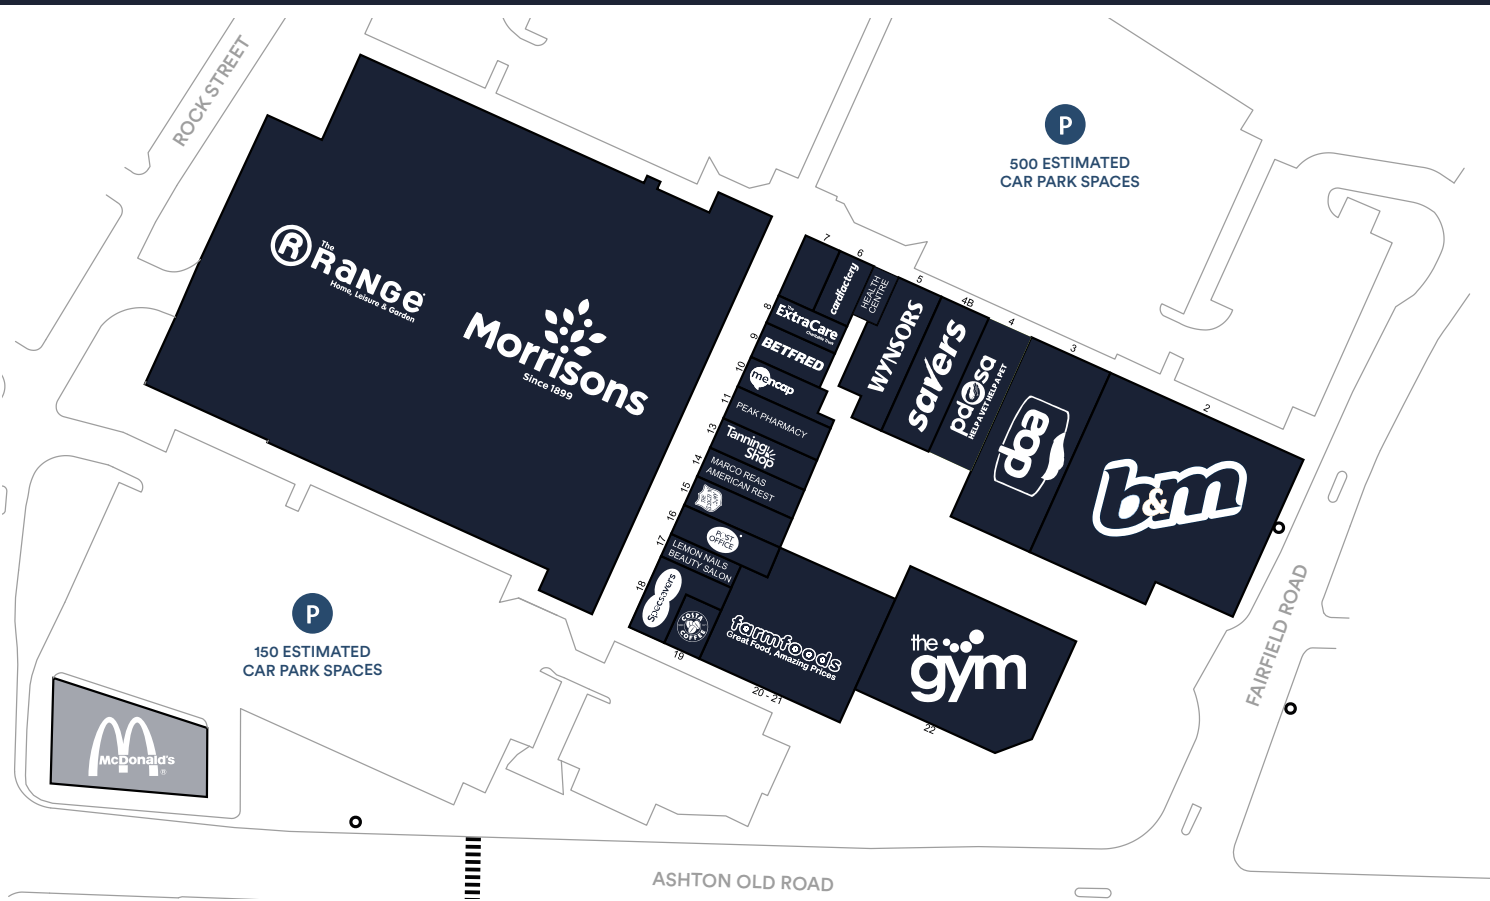 ROCK STREET
P
500 ESTIMATED
CAR PARK SPACES
R
The
RANGE
Home, Leisure & Garden
Morrisons
Since 1899
7
6
cardfactory
HEALTH
CENTRE
5
WYNSORS
4B
savers
4
pdsa
HELP A VET HELP A PET
3
2
b&m
8
The
ExtraCare
Charitable Trust
9
BETFRED
10
mencap
11
PEAK PHARMACY
13
Tanning
Shop
14
MARCO REAS
AMERICAN REST
15
16
POST
OFFICE
17
LEMON NAILS
BEAUTY SALON
18
Specsavers
COSTA
COFFEE
19
farmfoods
Great Food, Amazing Prices
20 - 21
the
gym
22
FAIRFIELD ROAD
P
150 ESTIMATED
CAR PARK SPACES
McDonald's
®
ASHTON OLD ROAD